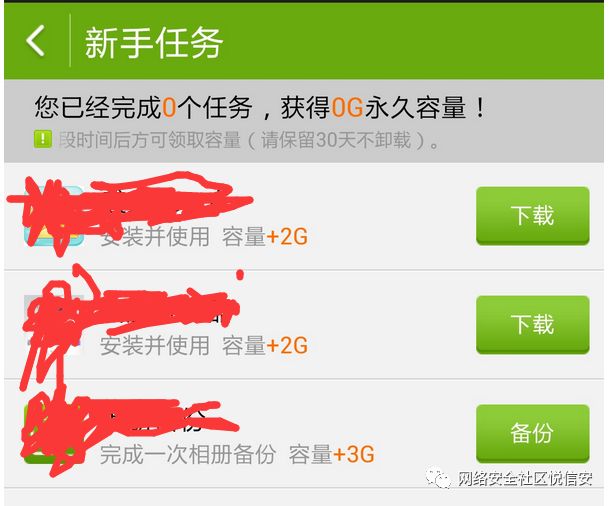 新手任务
您已经完成0个任务，获得0G永久容量！
段时间后方可领取容量（请保留30天不卸载）。
安装并使用 容量+2G
下载
安装并使用 容量+2G
下载
完成一次相册备份 容量+3G
备份
网络安全社区悦信安